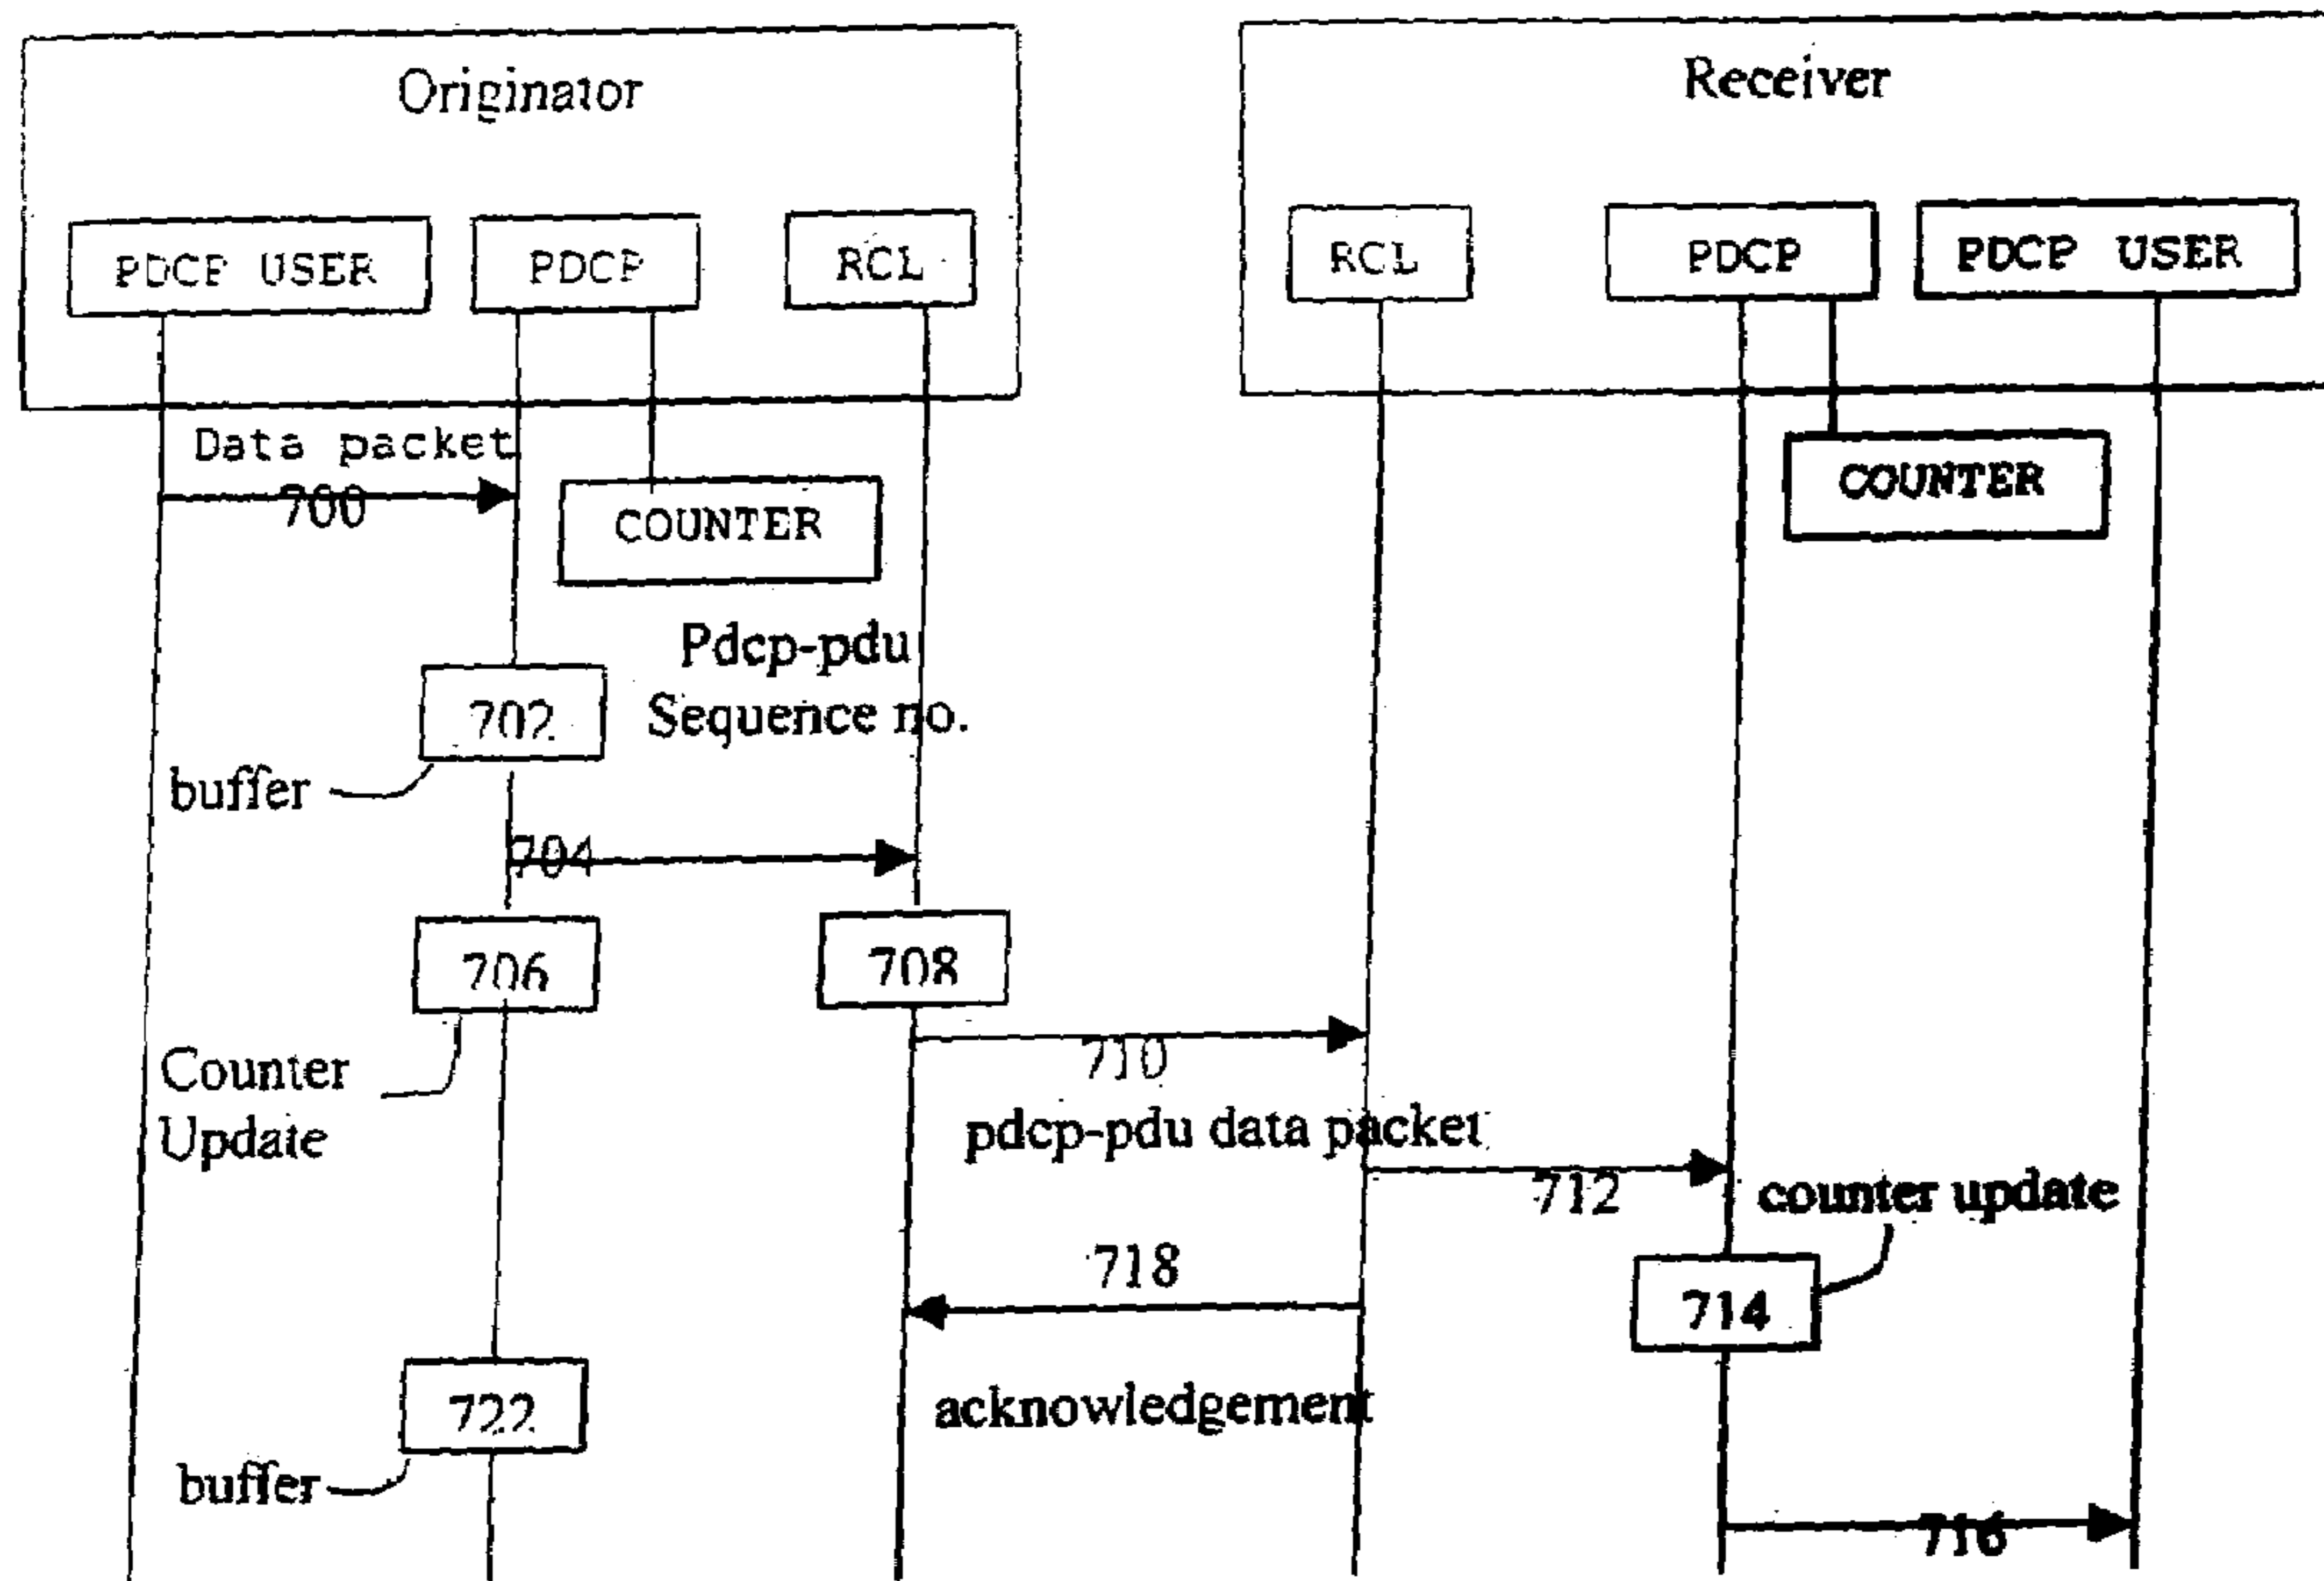 Originator
Receiver
PDCP USER
PDCP
RCL
RCL
PDCP
PDCP USER
Data packet
700
COUNTER
COUNTER
Pdcp-pdu
Sequence no.
702
buffer
704
706
708
Counter
Update
710
pdcp-pdu data packet
712
counter update
718
714
acknowledgement
722
buffer
716